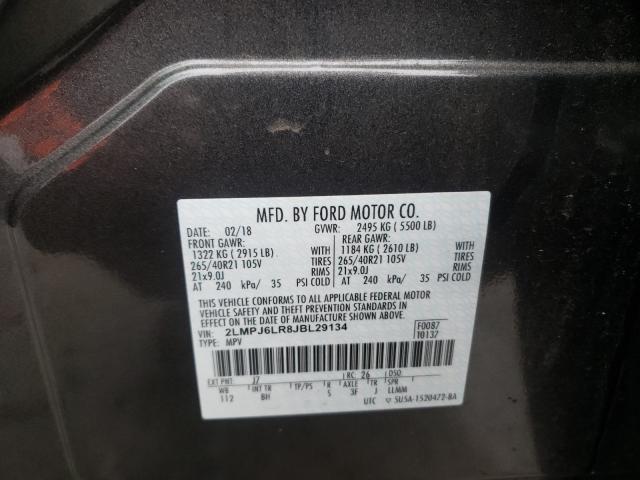 MFD. BY FORD MOTOR CO.
DATE: 02/18 GVWR: 2495 KG ( 5500 LB)
FRONT GAWR: REAR GAWR:
1322 KG ( 2915 LB) WITH 1184 KG ( 2610 LB) WITH
265/40R21 105V TIRES 265/40R21 105V TIRES
21x9.0J RIMS 21x9.0J RIMS
AT 240 kPa/ 35 PSI COLD AT 240 kPa/ 35 PSI COLD
THIS VEHICLE CONFORMS TO ALL APPLICABLE FEDERAL MOTOR
VEHICLE SAFETY AND THEFT PREVENTION STANDARDS IN
EFFECT ON THE DATE OF MANUFACTURE SHOWN ABOVE.
VIN: 2LMPJ6LR8JBL29134 F0087
TYPE: MPV T0137
EXT PNT: J7 RC: 26 DSO:
WB INT TR TP/PS R AXLE TR SPR
112 BH S 3F J LLMM
UTC 5U5A-1520472-BA